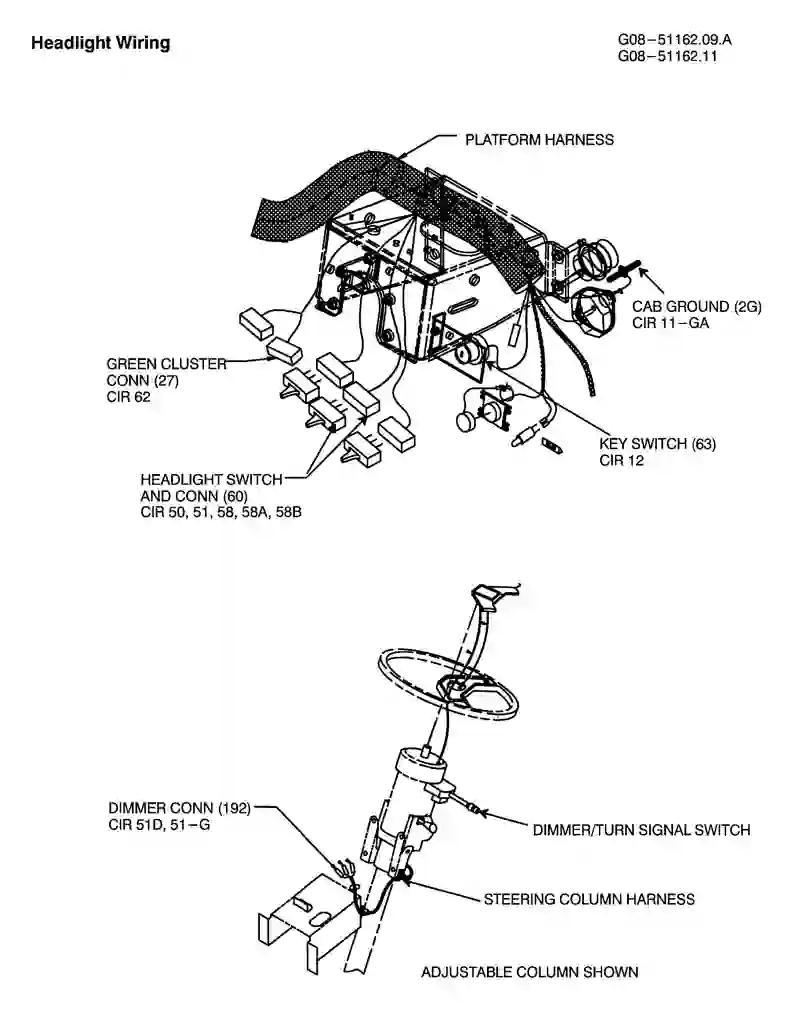 Headlight Wiring
G08-51162.09.A
G08-51162.11
PLATFORM HARNESS
CAB GROUND (2G)
CIR 11-GA
GREEN CLUSTER
CONN (27)
CIR 62
KEY SWITCH (63)
CIR 12
HEADLIGHT SWITCH
AND CONN (60)
CIR 50, 51, 58, 58A, 58B
DIMMER CONN (192)
CIR 51D, 51-G
DIMMER/TURN SIGNAL SWITCH
STEERING COLUMN HARNESS
ADJUSTABLE COLUMN SHOWN